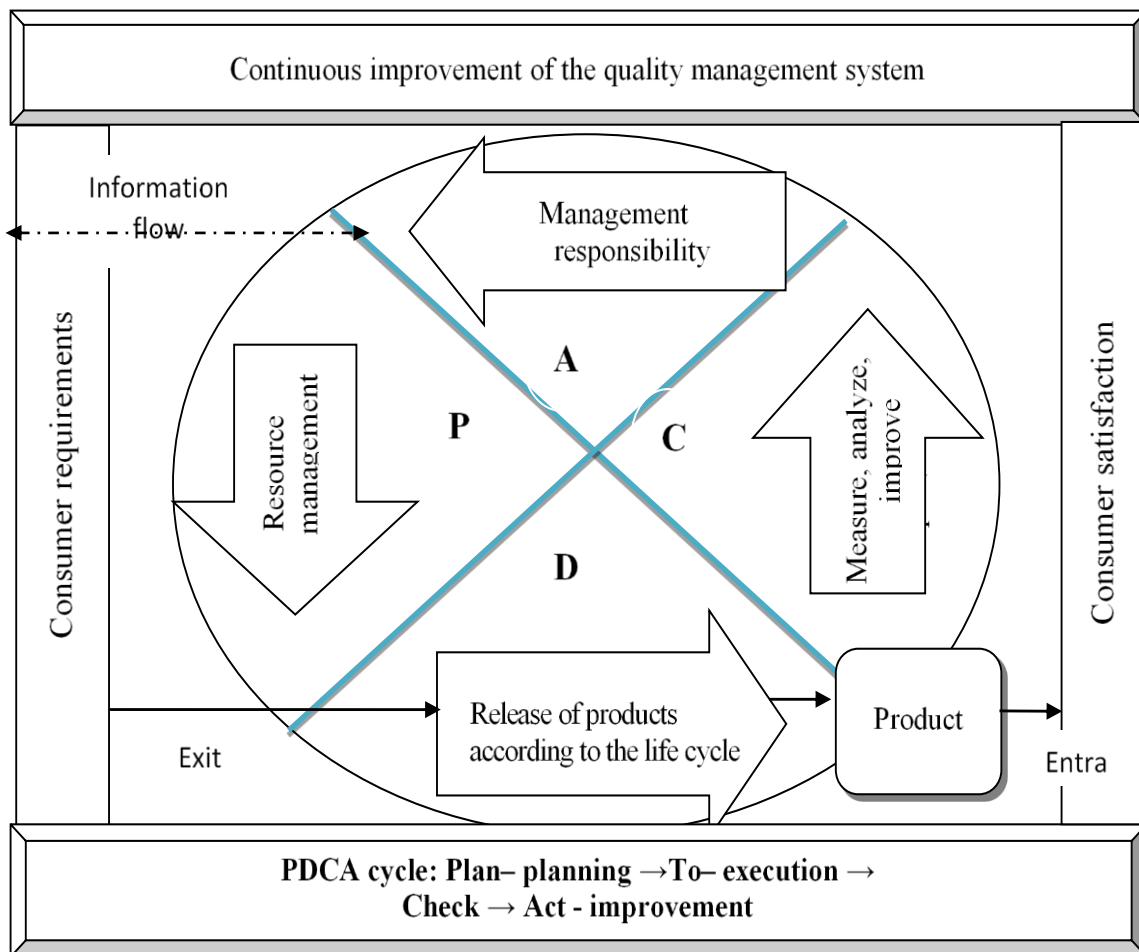 Continuous improvement of the quality management system
Information
flow
Management
responsibility
Consumer requirements
Resource
management
A
P
C
D
Measure, analyze,
improve
Consumer satisfaction
Release of products
according to the life cycle
Product
Exit
Entra
PDCA cycle: Plan– planning →To– execution →
Check → Act - improvement